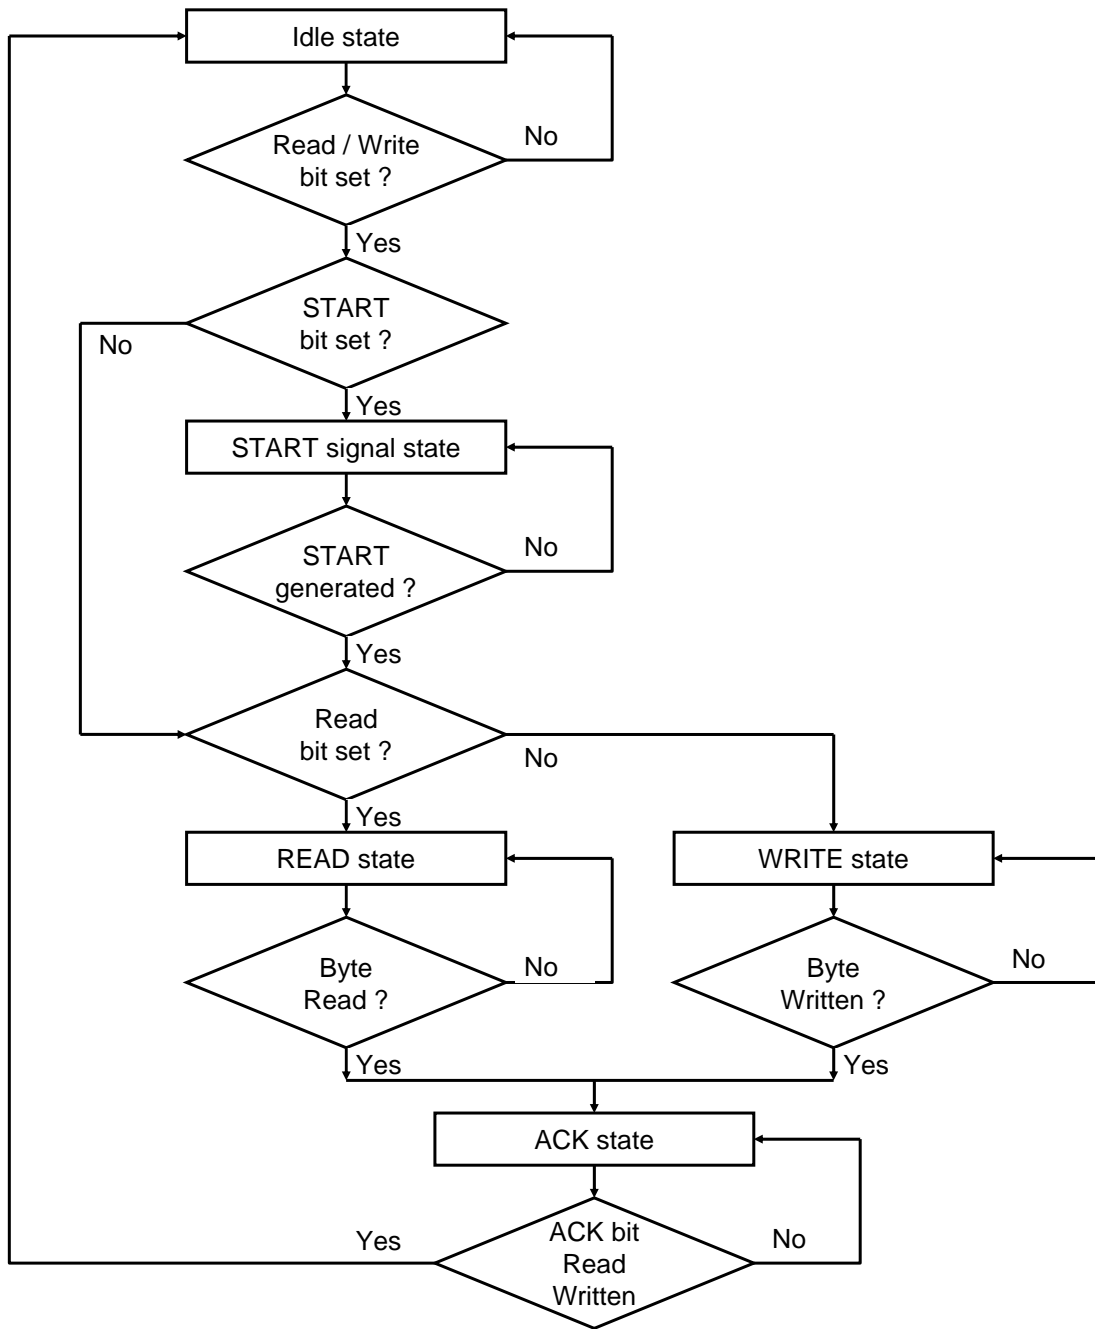 Idle state
Read / Write
bit set ?
No
Yes
START
bit set ?
No
Yes
START signal state
START
generated ?
No
Yes
Read
bit set ?
No
Yes
READ state
WRITE state
Byte
Read ?
No
Byte
Written ?
No
Yes
Yes
ACK state
ACK bit
Read
Written
Yes
No